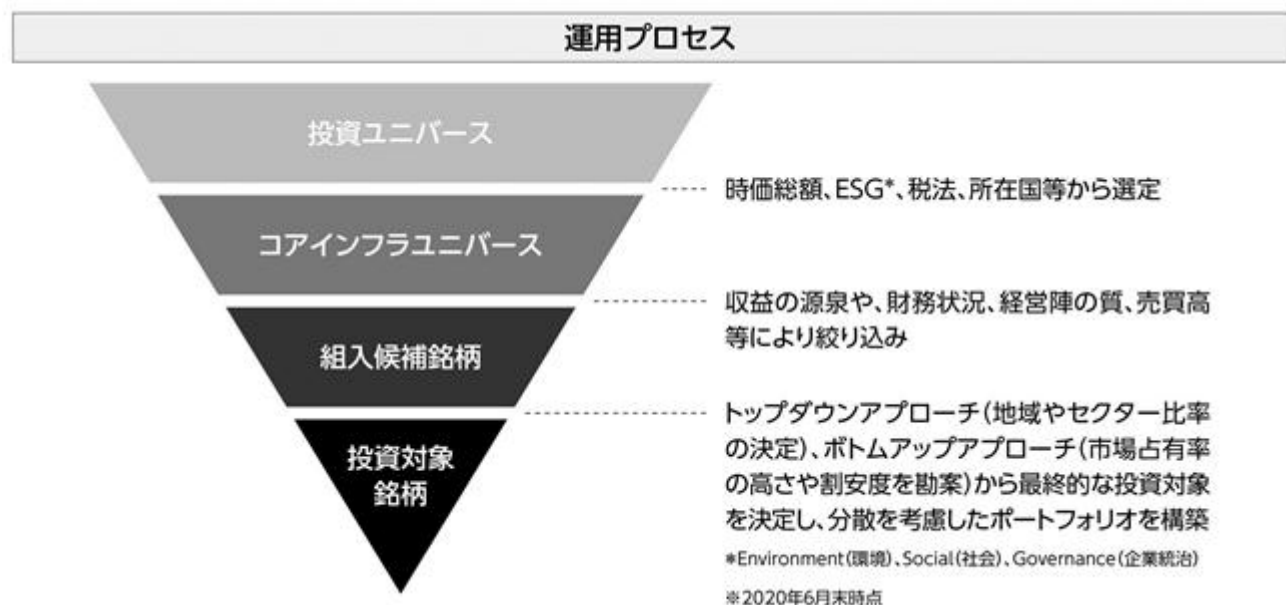 運用プロセス
投資ユニバース
時価総額、ESG*、税法、所在国等から選定
コアインフラユニバース
収益の源泉や、財務状況、経営陣の質、売買高
等により絞り込み
組入候補銘柄
トップダウンアプローチ(地域やセクター比率
の決定)、ボトムアップアプローチ(市場占有率
の高さや割安度を勘案)から最終的な投資対象
を決定し、分散を考慮したポートフォリオを構築
投資対象
銘柄
*Environment(環境)、Social(社会)、Governance(企業統治)
※2020年6月末時点